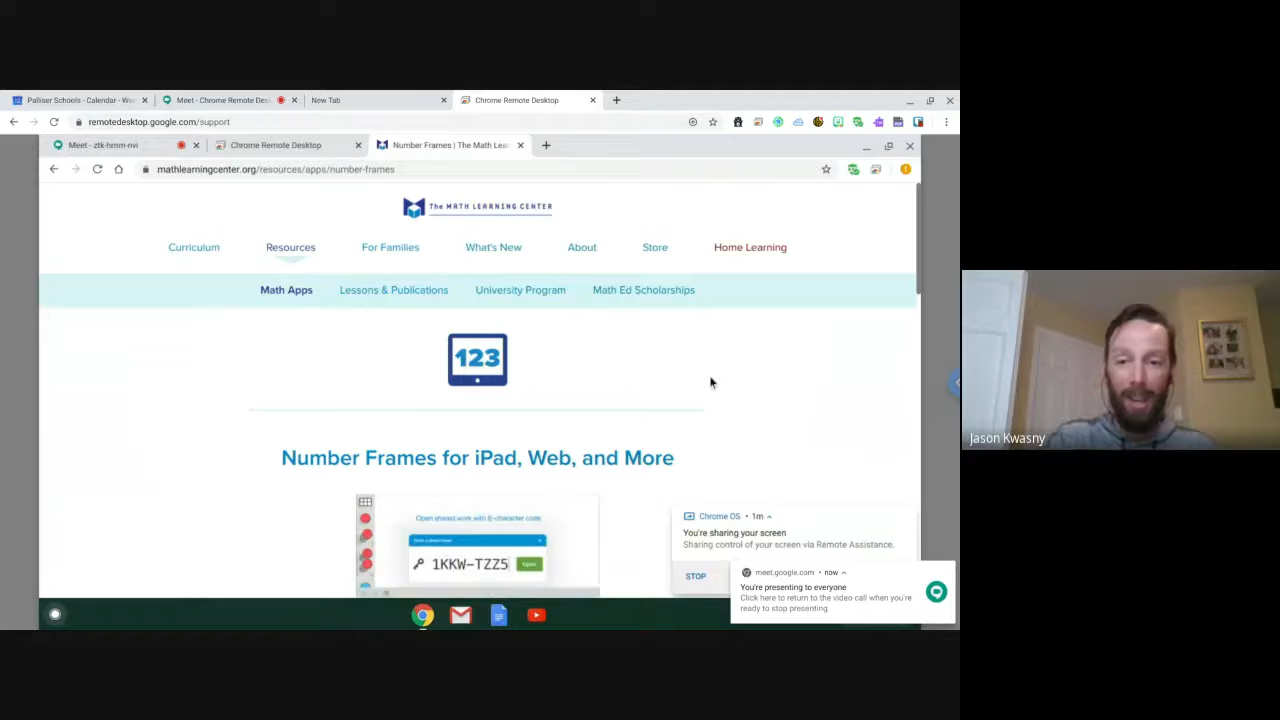 Palliser Schools - Calendar - We
Meet - Chrome Remote Desk
New Tab
Chrome Remote Desktop
remotedesktop.google.com/support
Meet - ztk-hmm-nvi
Chrome Remote Desktop
Number Frames | The Math Lea
mathlearningcenter.org/resources/apps/number-frames
The MATH LEARNING CENTER
Curriculum
Resources
For Families
What's New
About
Store
Home Learning
Math Apps
Lessons & Publications
University Program
Math Ed Scholarships
123
Number Frames for iPad, Web, and More
Open shared work with 8-character code
1KKW-TZZ5
Open
Chrome OS • 1m
You're sharing your screen
Sharing control of your screen via Remote Assistance.
STOP
meet.google.com • now
You're presenting to everyone
Click here to return to the video call when you're
ready to stop presenting
Jason Kwasny